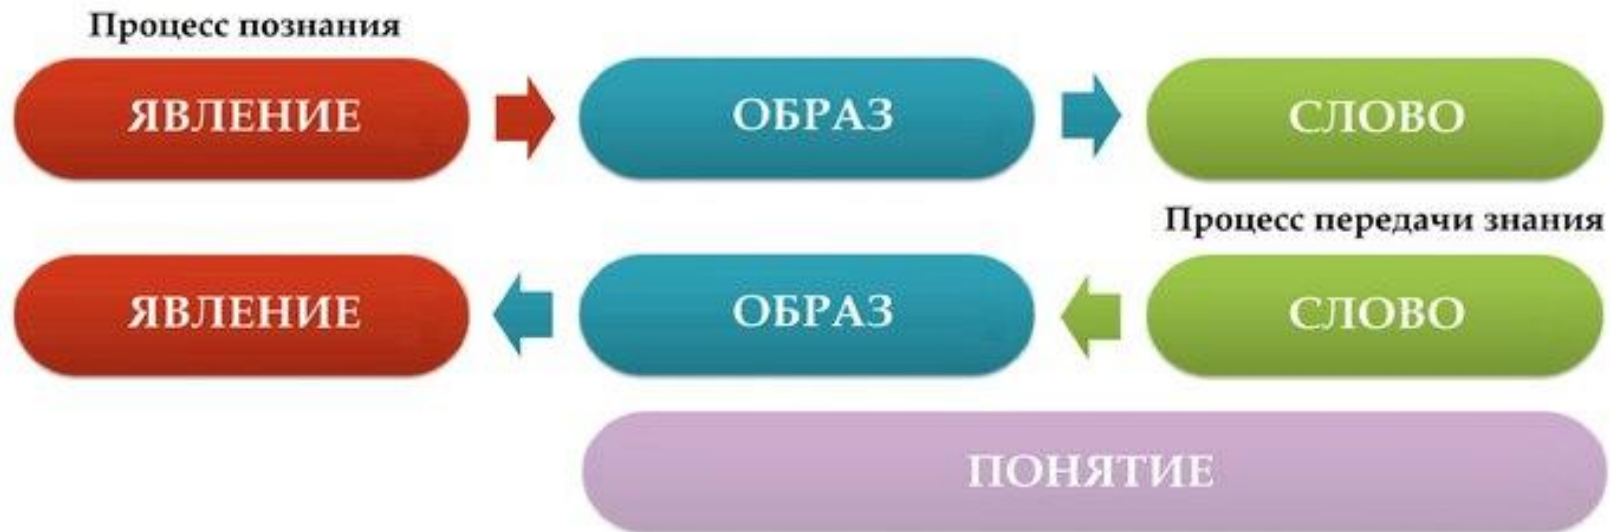 Процесс познания
ЯВЛЕНИЕ ОБРАЗ СЛОВО
Процесс передачи знания
ЯВЛЕНИЕ ОБРАЗ СЛОВО
ПОНЯТИЕ